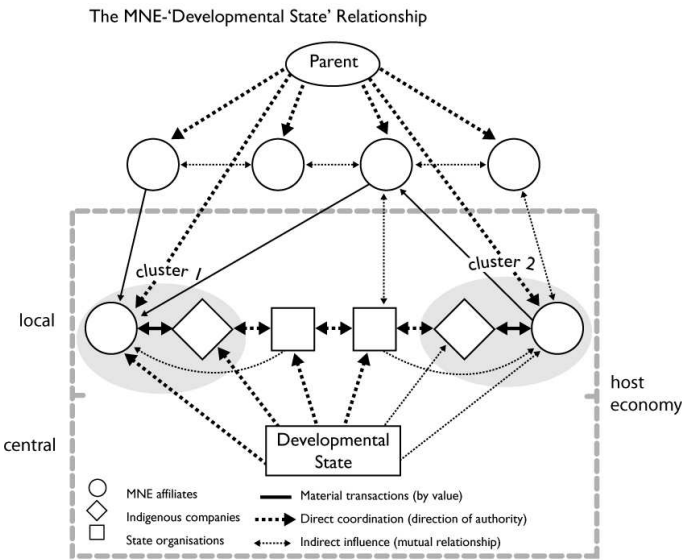 The MNE-'Developmental State' Relationship
Parent
cluster 1
cluster 2
local
host
economy
central
Developmental
State
MNE affiliates
Material transactions (by value)
Indigenous companies
Direct coordination (direction of authority)
State organisations
Indirect influence (mutual relationship)